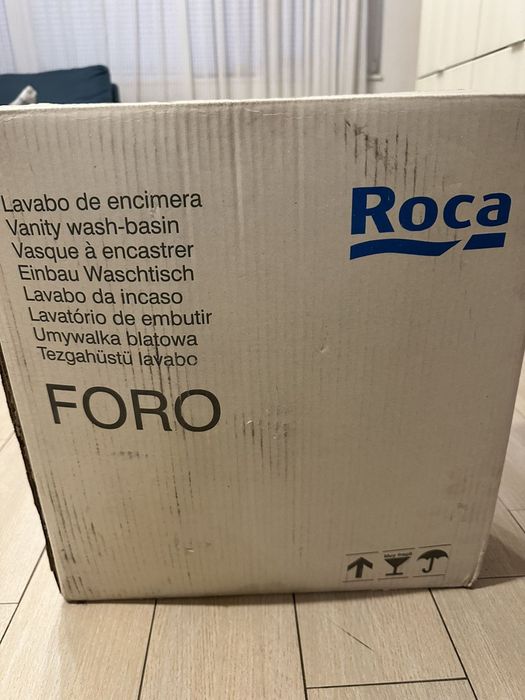 Lavabo de encimera
Vanity wash-basin
Vasque à encastrer
Einbau Waschtisch
Lavabo da incaso
Lavatório de embutir
Umywalka blatowa
Tezgahüstü lavabo
FORO
Roca